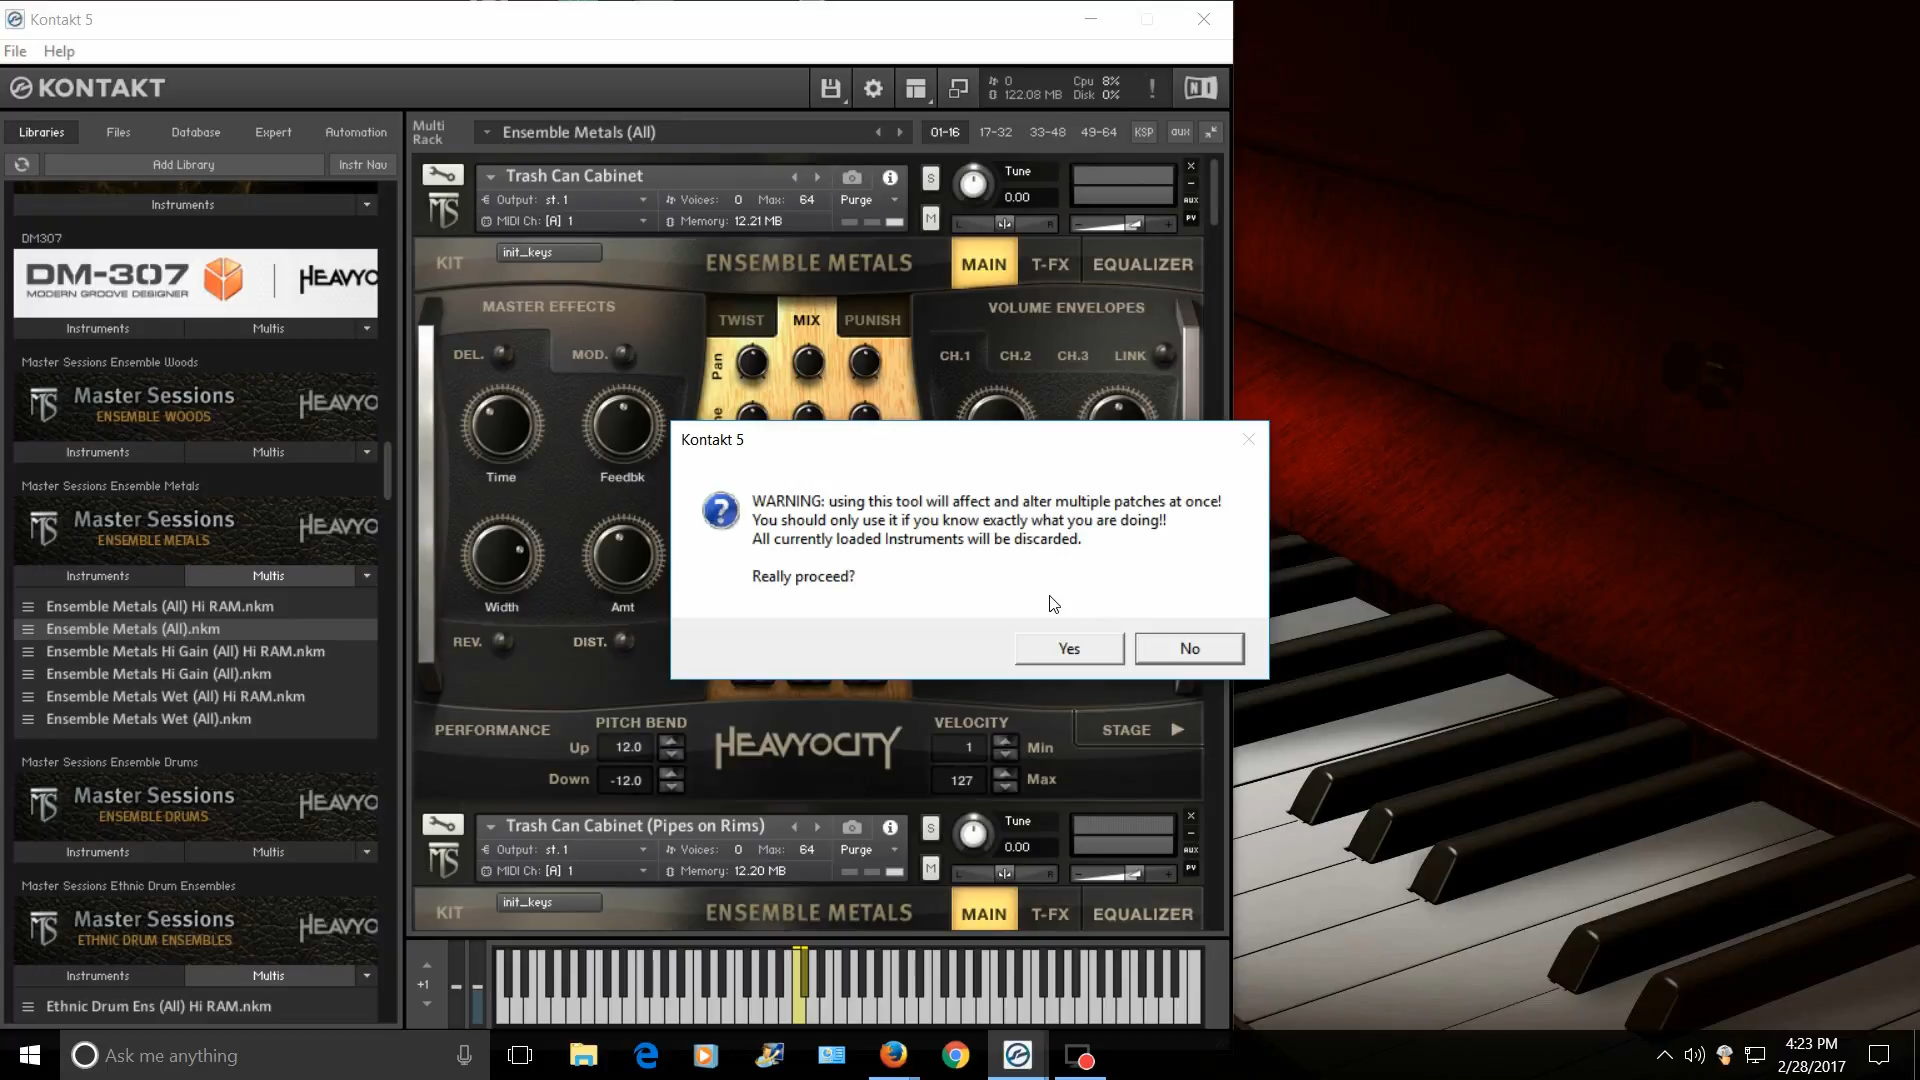 Kontakt 5
File Help
KONTAKT
0
122.08 MB
Cpu 8%
Disk 0%
!
NI
Libraries Files Database Expert Automation
Add Library Instr Nav
Instruments
DM307
DM-307 HEAVYO
MODERN GROOVE DESIGNER
Instruments Multis
Master Sessions Ensemble Woods
Master Sessions HEAVYO
ENSEMBLE WOODS
Instruments Multis
Master Sessions Ensemble Metals
Master Sessions HEAVYO
ENSEMBLE METALS
Instruments Multis
Ensemble Metals (All) Hi RAM.nkm
Ensemble Metals (All).nkm
Ensemble Metals Hi Gain (All) Hi RAM.nkm
Ensemble Metals Hi Gain (All).nkm
Ensemble Metals Wet (All) Hi RAM.nkm
Ensemble Metals Wet (All).nkm
Master Sessions Ensemble Drums
Master Sessions HEAVYO
ENSEMBLE DRUMS
Instruments Multis
Master Sessions Ethnic Drum Ensembles
Master Sessions HEAVYO
ETHNIC DRUM ENSEMBLES
Instruments Multis
Ethnic Drum Ens (All) Hi RAM.nkm
Multi
Rack
Ensemble Metals (All)
01-16 17-32 33-48 49-64 KSP AUX
Trash Can Cabinet
Output: st. 1 Voices: 0 Max: 64 Purge
MIDI Ch: [A] 1 Memory: 12.21 MB
S
M
Tune
0.00
L R
AUX
PV
KIT init_keys ENSEMBLE METALS MAIN T-FX EQUALIZER
MASTER EFFECTS
TWIST MIX PUNISH
VOLUME ENVELOPES
DEL. MOD.
Pan
CH.1 CH.2 CH.3 LINK
Time Feedbk
Width Amt
REV. DIST.
Kontakt 5
WARNING: using this tool will affect and alter multiple patches at once!
You should only use it if you know exactly what you are doing!!
All currently loaded Instruments will be discarded.
Really proceed?
Yes No
PERFORMANCE PITCH BEND
Up 12.0
Down -12.0
HEAVYOCITY
VELOCITY
1 Min
127 Max
STAGE
Trash Can Cabinet (Pipes on Rims)
Output: st. 1 Voices: 0 Max: 64 Purge
MIDI Ch: [A] 1 Memory: 12.20 MB
S
M
Tune
0.00
L R
AUX
PV
KIT init_keys ENSEMBLE METALS MAIN T-FX EQUALIZER
+1
Ask me anything
4:23 PM
2/28/2017